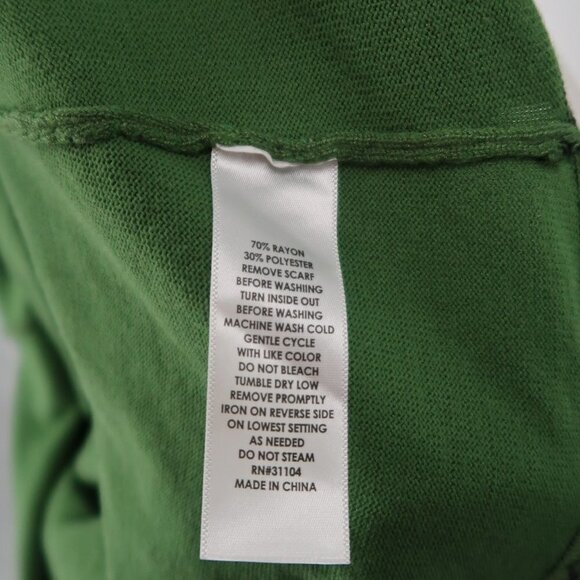 70% RAYON
30% POLYESTER
REMOVE SCARF
BEFORE WASHIING
TURN INSIDE OUT
BEFORE WASHING
MACHINE WASH COLD
GENTLE CYCLE
WITH LIKE COLOR
DO NOT BLEACH
TUMBLE DRY LOW
REMOVE PROMPTLY
IRON ON REVERSE SIDE
ON LOWEST SETTING
AS NEEDED
DO NOT STEAM
RN#31104
MADE IN CHINA